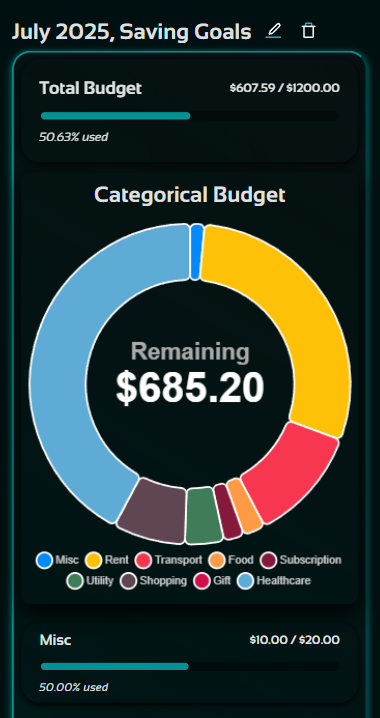 July 2025, Saving Goals
Total Budget $607.59 / $1200.00
50.63% used
Categorical Budget
Remaining
$685.20
Misc Rent Transport Food Subscription
Utility Shopping Gift Healthcare
Misc $10.00 / $20.00
50.00% used